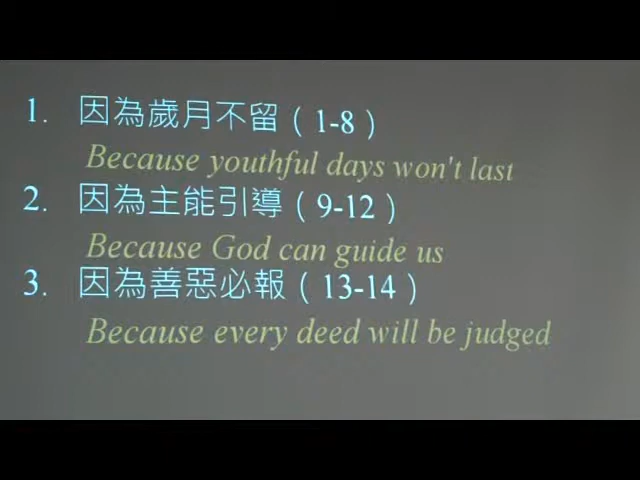 1. 因為歲月不留（1-8）
Because youthful days won't last
2. 因為主能引導（9-12）
Because God can guide us
3. 因為善惡必報（13-14）
Because every deed will be judged